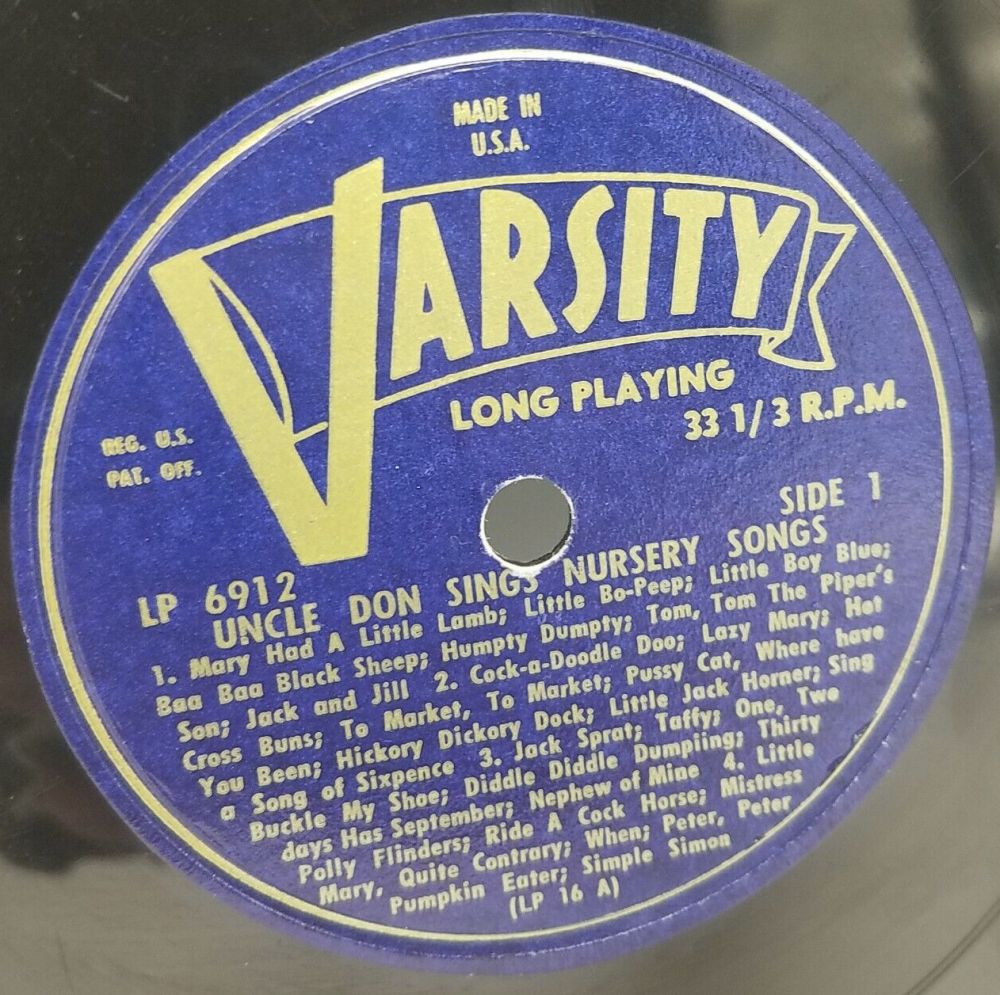 MADE IN
U.S.A.
VARSITY
LONG PLAYING
33 1/3 R.P.M.
REG. U.S.
PAT. OFF.
SIDE 1
LP 6912
UNCLE DON SINGS NURSERY SONGS
1. Mary Had A Little Lamb; Little Bo-Peep; Little Boy Blue;
Baa Baa Black Sheep; Humpty Dumpty; Tom, Tom The Piper's
Son; Jack and Jill 2. Cock-a-Doodle Doo; Lazy Mary; Hot
Cross Buns; To Market, To Market; Pussy Cat, Where have
You Been; Hickory Dickory Dock; Little Jack Horner; Sing
a Song of Sixpence 3. Jack Sprat; Taffy; One, Two
Buckle My Shoe; Diddle Diddle Dumpiing; Thirty
days Has September; Nephew of Mine 4. Little
Polly Flinders; Ride A Cock Horse; Mistress
Mary, Quite Contrary; When; Peter, Peter
Pumpkin Eater; Simple Simon
(LP 16 A)